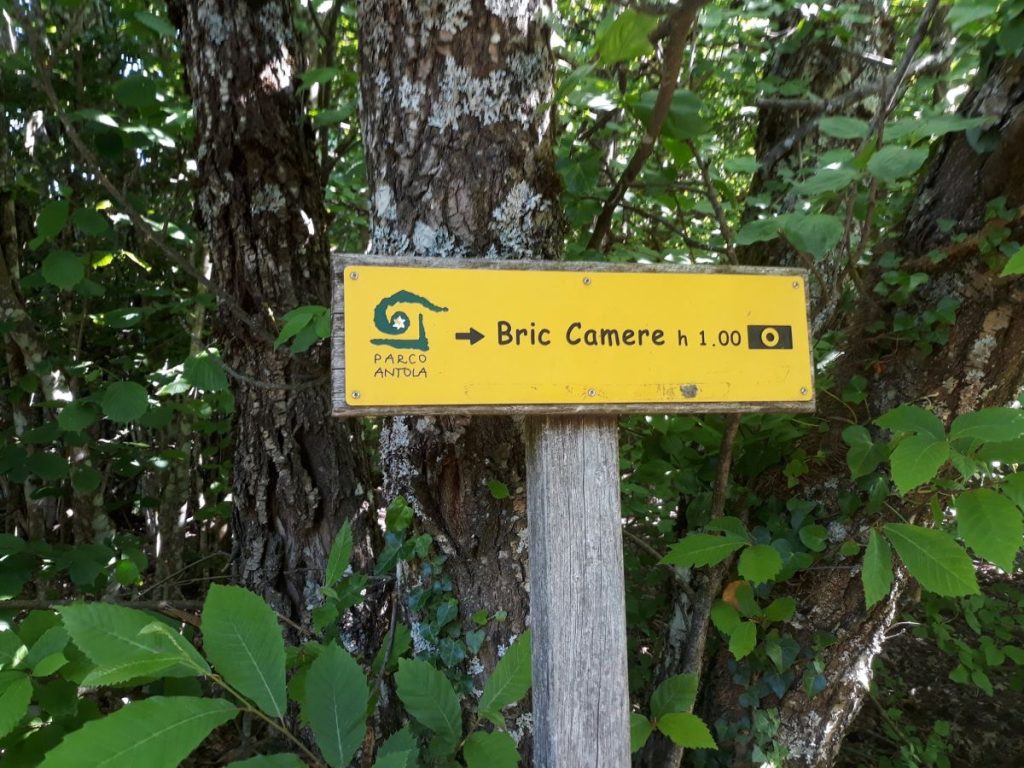 PARCO
ANTOLA
→ Bric Camere h 1.00